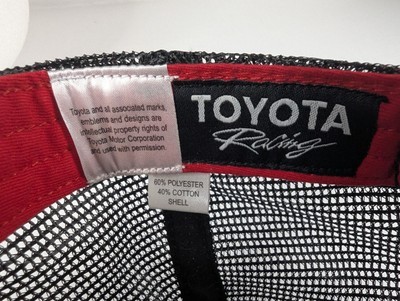 Toyota and all associated marks,
emblems and designs are
intellectual property rights of
Toyota Motor Corporation
and used with permission.
TOYOTA
Racing
60% POLYESTER
40% COTTON
SHELL